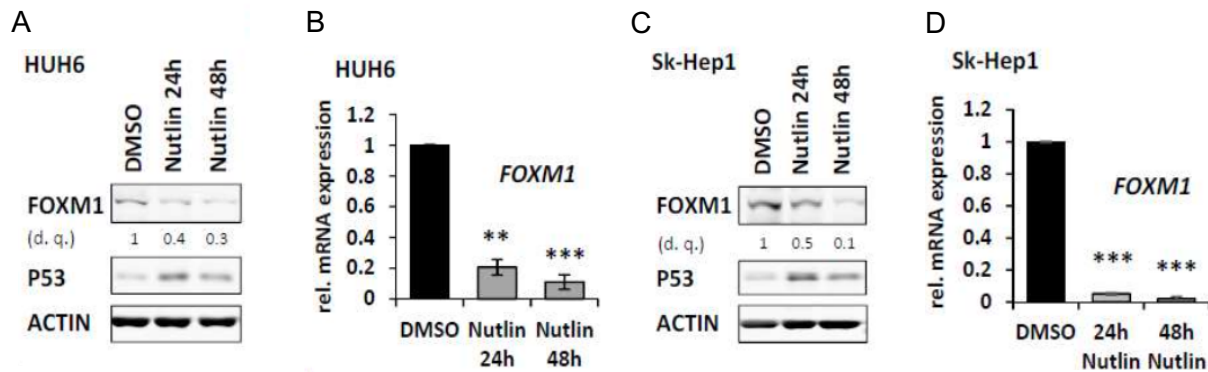 A
HUH6
DMSO
Nutlin 24h
Nutlin 48h
FOXM1
(d. q.) 1 0.4 0.3
P53
ACTIN
B
HUH6
rel. mRNA expression
1.2
1
0.8
0.6
0.4
0.2
0
FOXM1
**
***
DMSO Nutlin Nutlin
24h 48h
C
Sk-Hep1
DMSO
Nutlin 24h
Nutlin 48h
FOXM1
(d. q.) 1 0.5 0.1
P53
ACTIN
D
Sk-Hep1
rel. mRNA expression
1.2
1
0.8
0.6
0.4
0.2
0
FOXM1
***
***
DMSO 24h 48h
Nutlin Nutlin